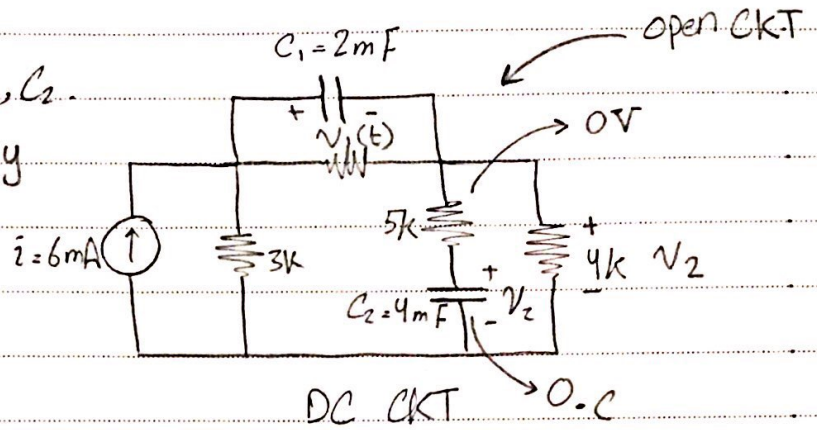 open CKT
C₁ = 2mF
, C₂.
+ -
V₁(t)
0V
y
i = 6mA
3K
5k
+
4k V₂
-
C₂ = 4mF
+
V₂
-
O.C
DC CKT